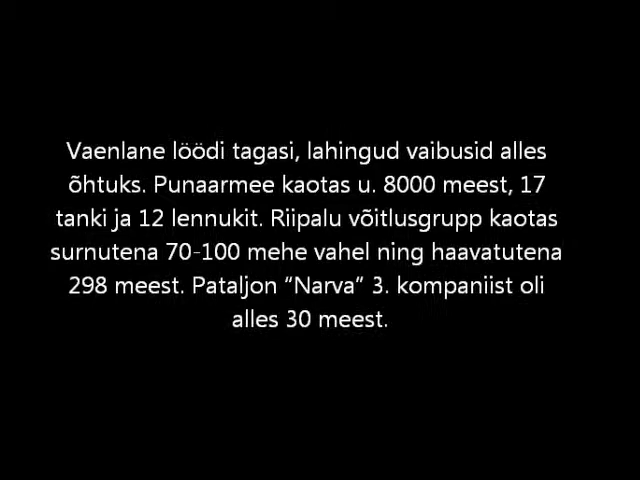 Vaenlane löödi tagasi, lahingud vaibusid alles
õhtuks. Punaarmee kaotas u. 8000 meest, 17
tanki ja 12 lennukit. Riipalu võitlusgrupp kaotas
surnutena 70-100 mehe vahel ning haavatutena
298 meest. Pataljon “Narva” 3. kompaniist oli
alles 30 meest.